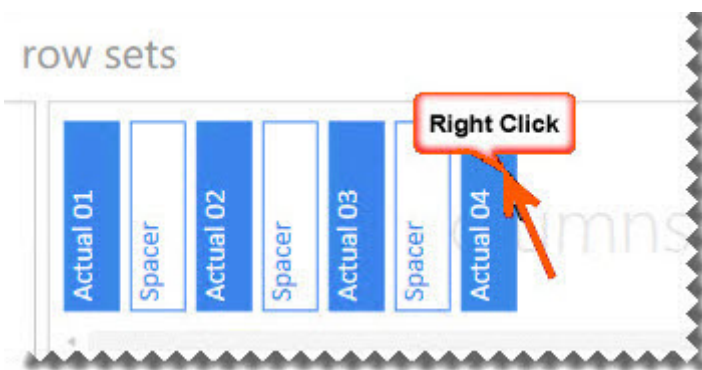 row sets
Right Click
Actual 01
Spacer
Actual 02
Spacer
Actual 03
Spacer
Actual 04